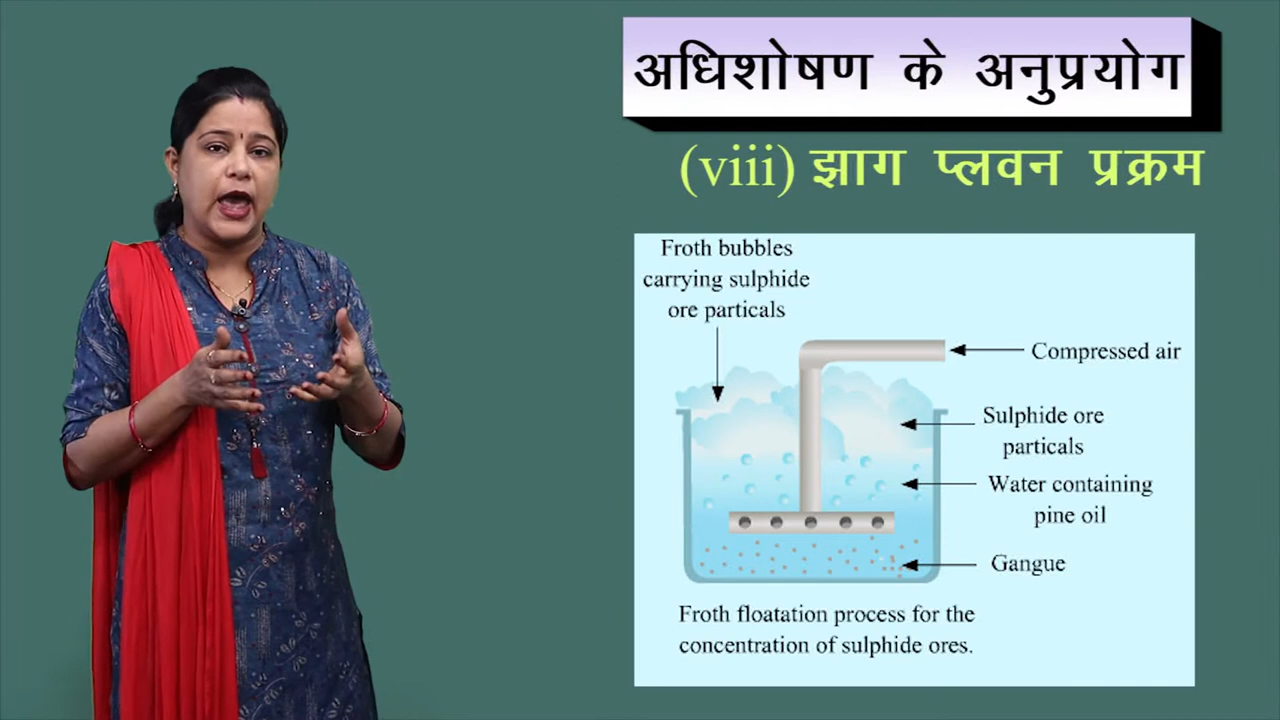 अधिशोषण के अनुप्रयोग
(viii) झाग प्लवन प्रक्रम
Froth bubbles
carrying sulphide
ore particals
Compressed air
Sulphide ore
particals
Water containing
pine oil
Gangue
Froth floatation process for the
concentration of sulphide ores.